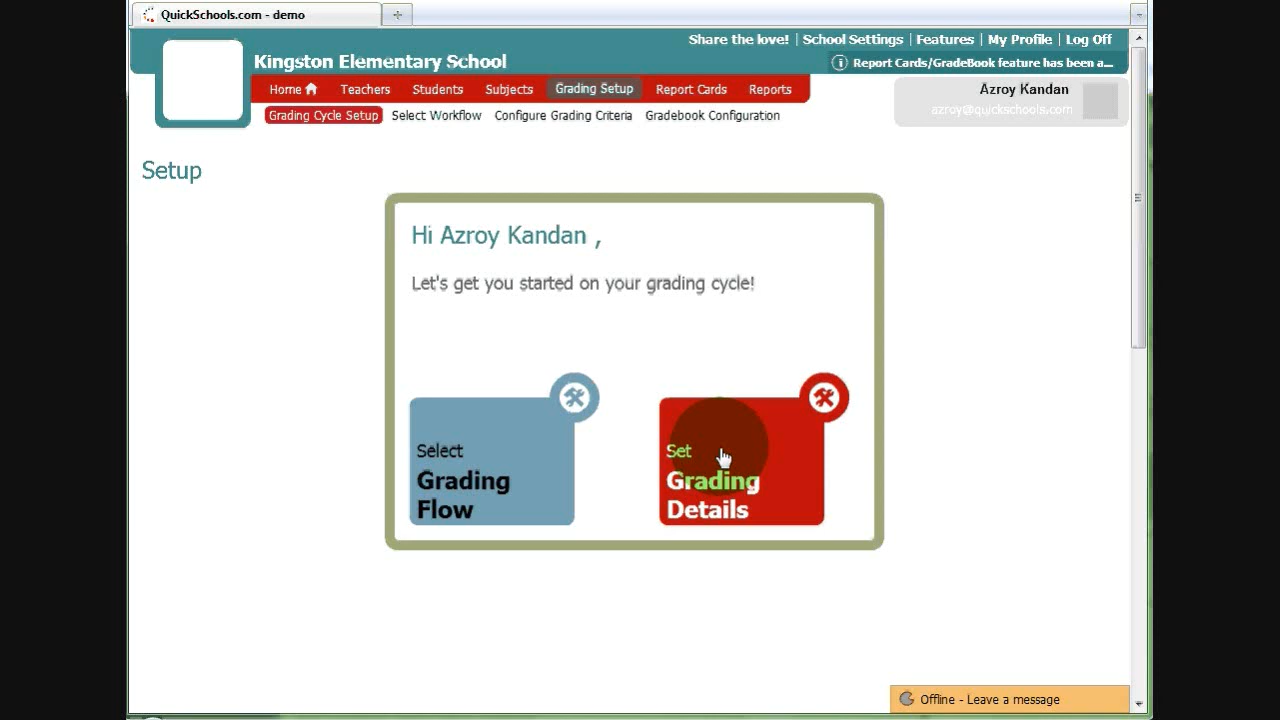 QuickSchools.com - demo
Share the love! | School Settings | Features | My Profile | Log Off
Kingston Elementary School
Report Cards/GradeBook feature has been a...
Home Teachers Students Subjects Grading Setup Report Cards Reports
Azroy Kandan
azroy@quickschools.com
Grading Cycle Setup Select Workflow Configure Grading Criteria Gradebook Configuration
Setup
Hi Azroy Kandan ,
Let's get you started on your grading cycle!
Select
Grading
Flow
Set
Grading
Details
Offline - Leave a message